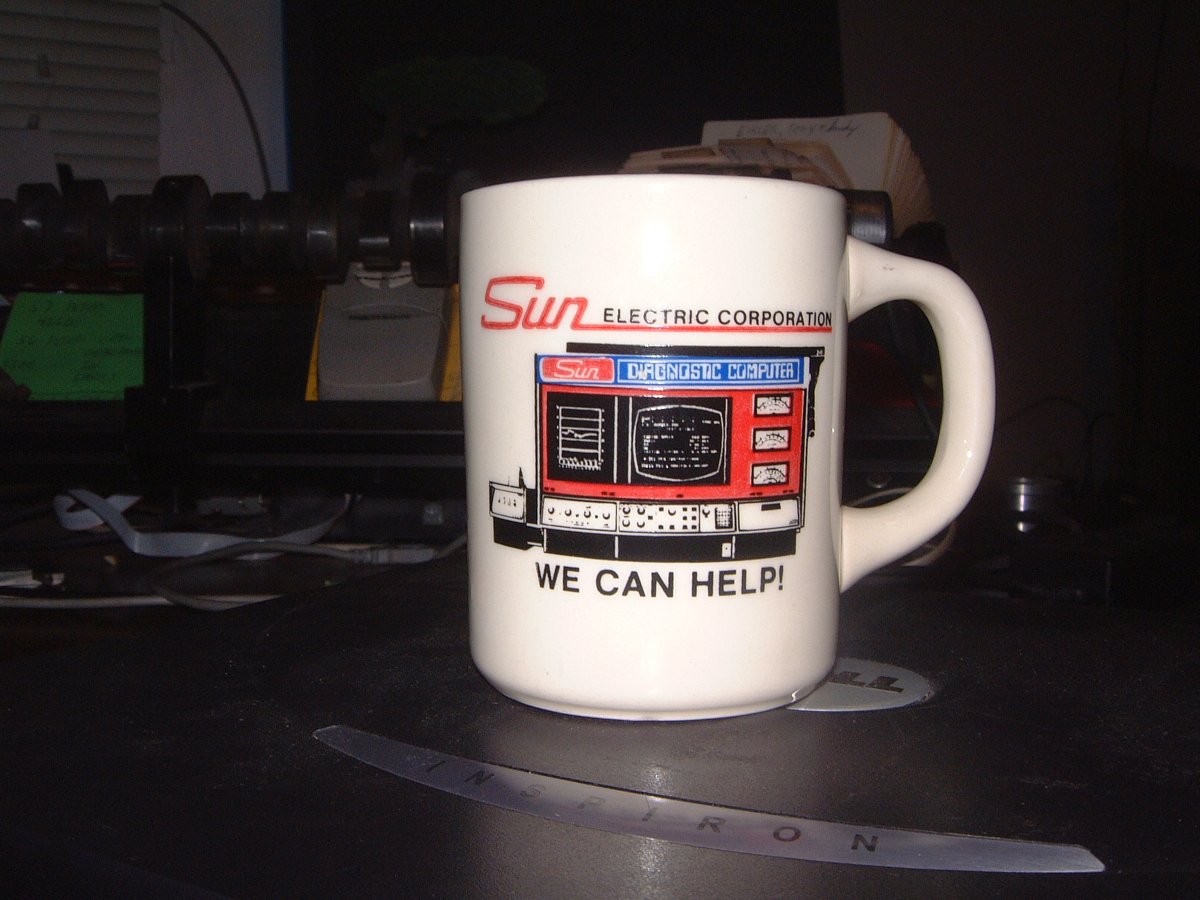 Sun ELECTRIC CORPORATION
Sun DIAGNOSTIC COMPUTER
WE CAN HELP!
INSPIRON